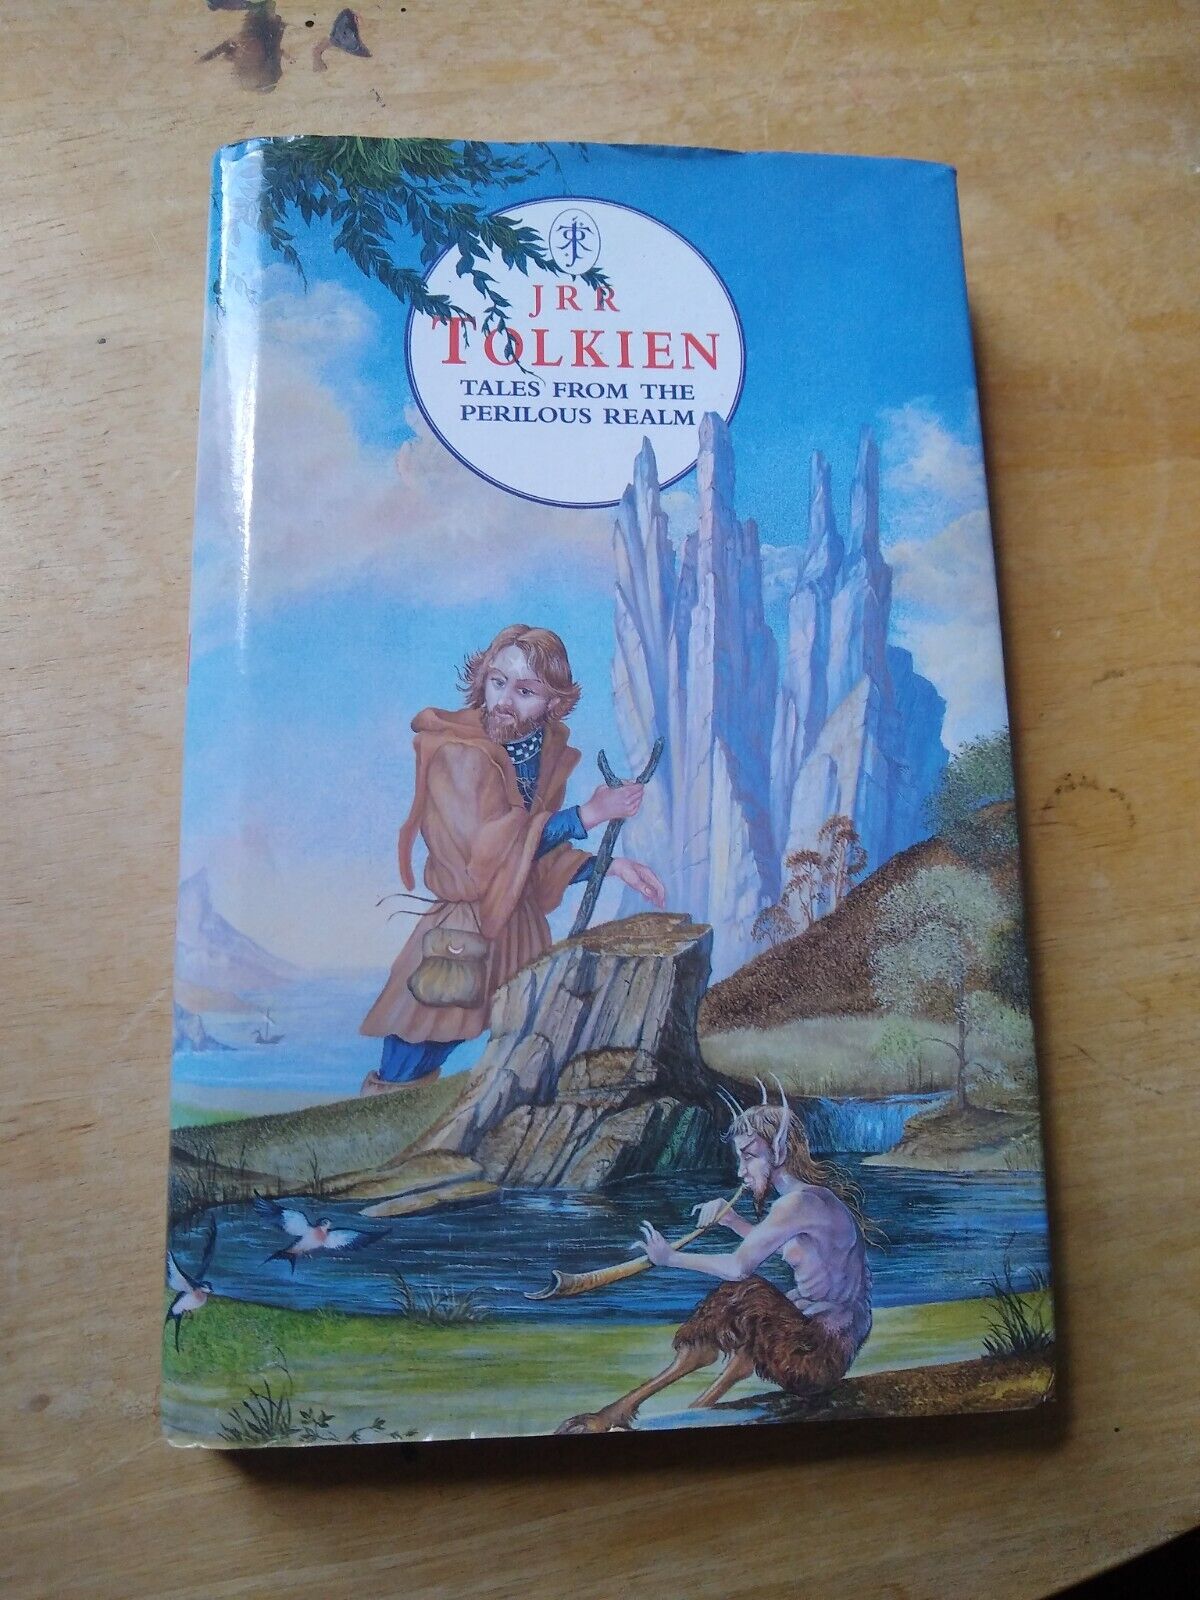 JRR
TOLKIEN
TALES FROM THE
PERILOUS REALM